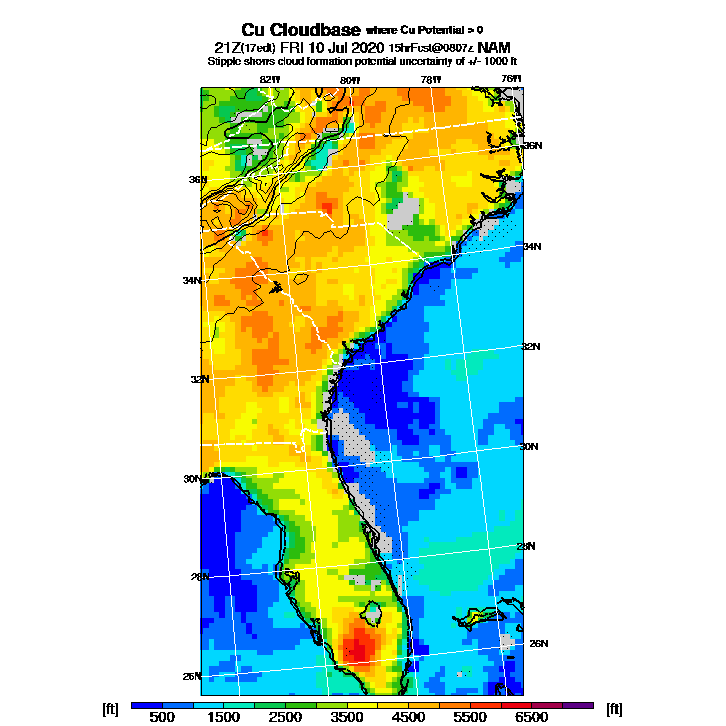 Cu Cloudbase where Cu Potential > 0
21Z(17edt) FRI 10 Jul 2020 15hrFcst@0807z NAM
Stipple shows cloud formation potential uncertainty of +/- 1000 ft
82W 80W 78W 76W
36N
36N
34N
34N
32N
32N
30N
30N
28N
28N
26N
26N
[ft] [ft]
500 1500 2500 3500 4500 5500 6500